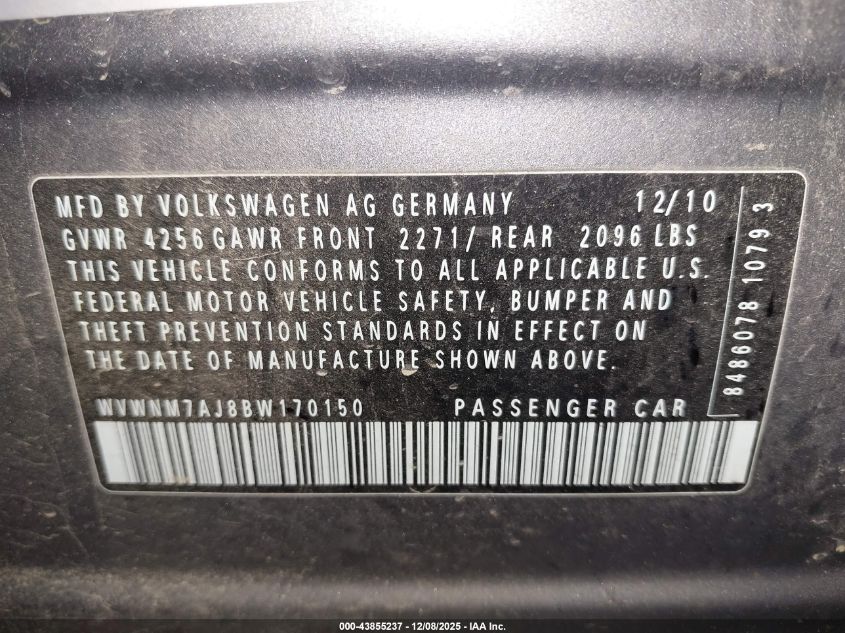 MFD BY VOLKSWAGEN AG GERMANY 12/10
GVWR 4256 GAWR FRONT 2271/ REAR 2096 LBS
THIS VEHICLE CONFORMS TO ALL APPLICABLE U.S.
FEDERAL MOTOR VEHICLE SAFETY, BUMPER AND
THEFT PREVENTION STANDARDS IN EFFECT ON
THE DATE OF MANUFACTURE SHOWN ABOVE.
WVWNM7AJ8BW170150 PASSENGER CAR
8486078 1079 3
000-43855237 - 12/08/2025 - IAA Inc.